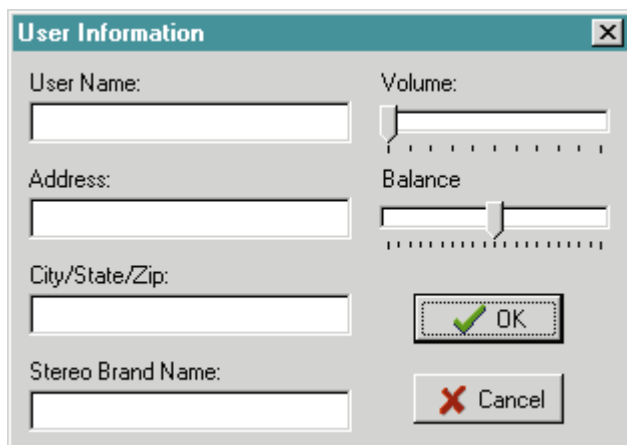 User Information
User Name:
Volume:
Address:
Balance
City/State/Zip:
OK
Stereo Brand Name:
Cancel